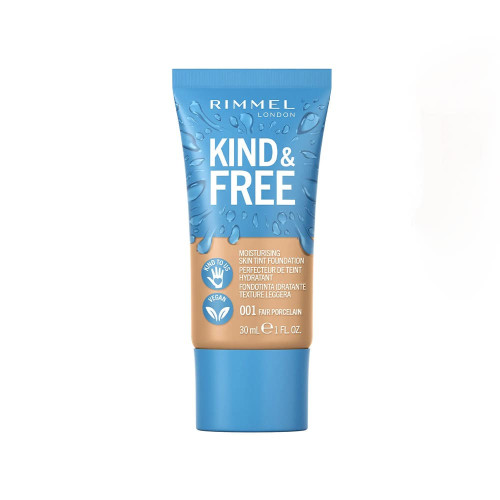 RIMMEL
LONDON
KIND &
FREE
MOISTURISING
SKIN TINT FOUNDATION
PERFECTEUR DE TEINT
HYDRATANT
FONDOTINTA IDRATANTE
TEXTURE LEGGERA
KIND TO US
VEGAN
001 FAIR PORCELAIN
30 mL ℮ 1 FL. OZ.